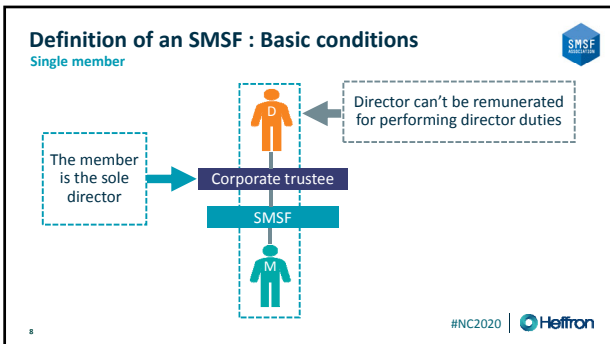 Definition of an SMSF : Basic conditions
Single member
SMSF
ASSOCIATION
D
Director can't be remunerated
for performing director duties
The member
is the sole
director
Corporate trustee
SMSF
M
8
#NC2020
Heffron